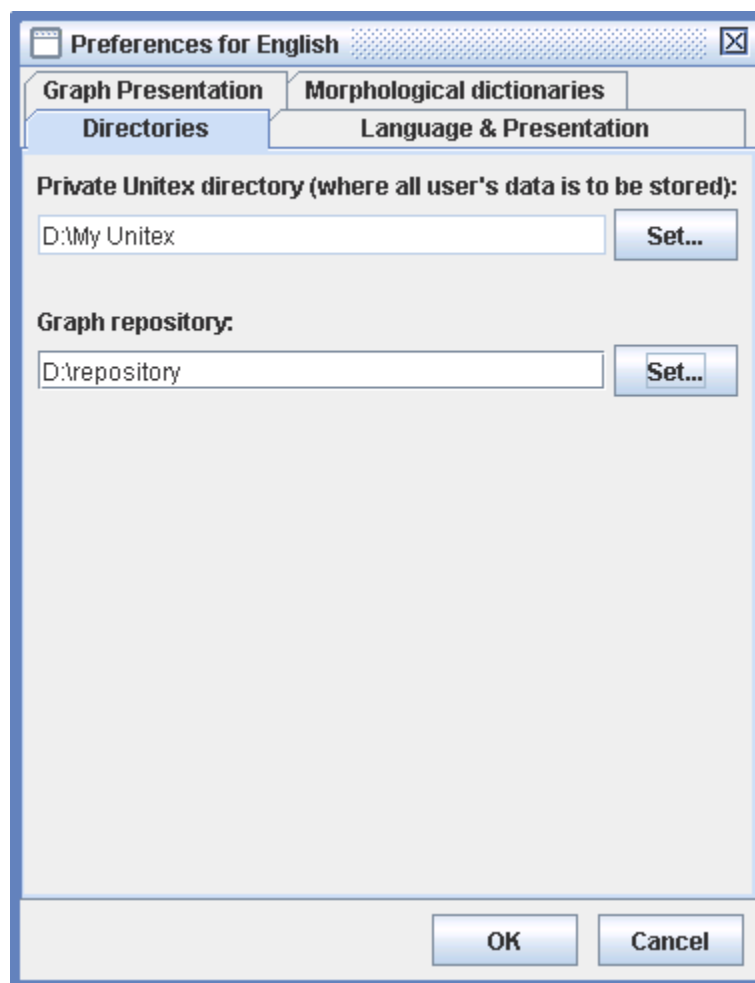 Preferences for English
Graph Presentation Morphological dictionaries
Directories Language & Presentation
Private Unitex directory (where all user's data is to be stored):
D:\My Unitex Set...
Graph repository:
D:\repository Set...
OK Cancel